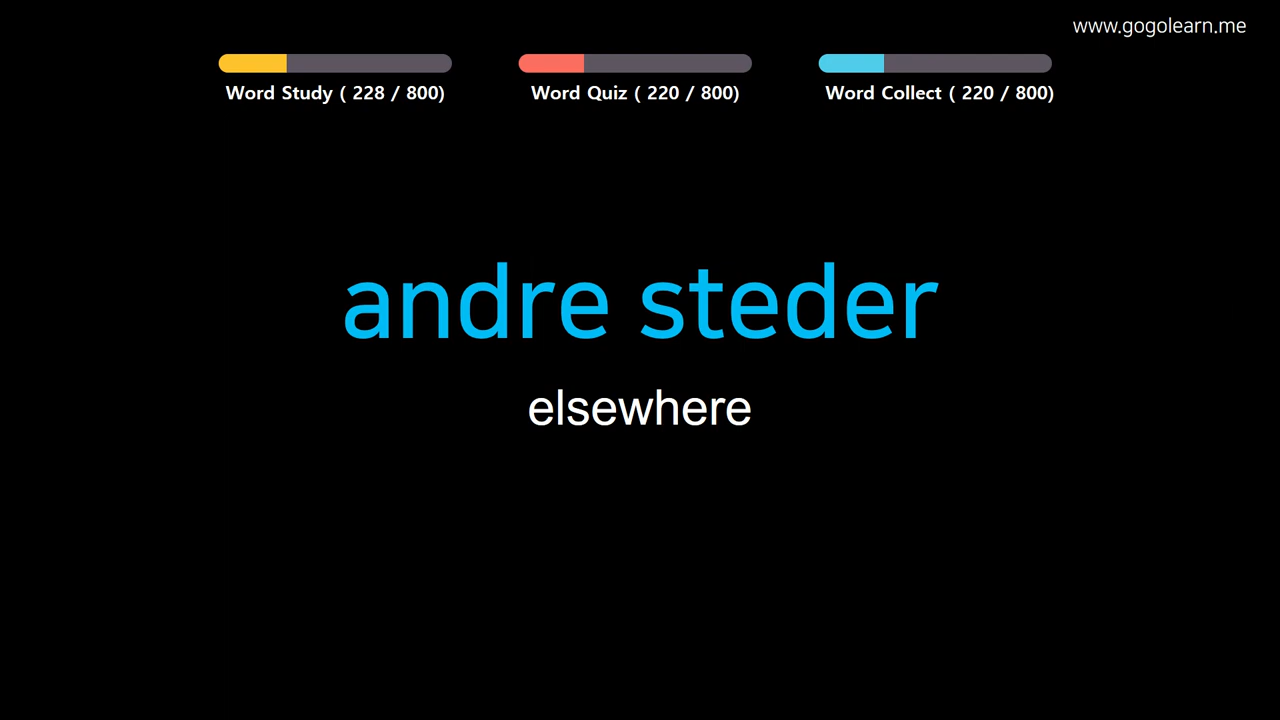 www.gogolearn.me
Word Study ( 228 / 800)
Word Quiz ( 220 / 800)
Word Collect ( 220 / 800)
andre steder
elsewhere